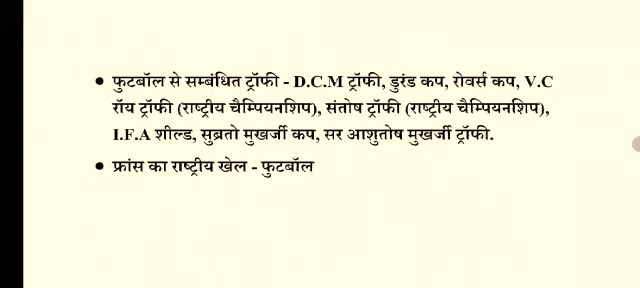 • फुटबॉल से सम्बंधित ट्रॉफी - D.C.M ट्रॉफी, डुरंड कप, रोवर्स कप, V.C
रॉय ट्रॉफी (राष्ट्रीय चैम्पियनशिप), संतोष ट्रॉफी (राष्ट्रीय चैम्पियनशिप),
I.F.A शील्ड, सुब्रतो मुखर्जी कप, सर आशुतोष मुखर्जी ट्रॉफी.
• फ्रांस का राष्ट्रीय खेल - फुटबॉल